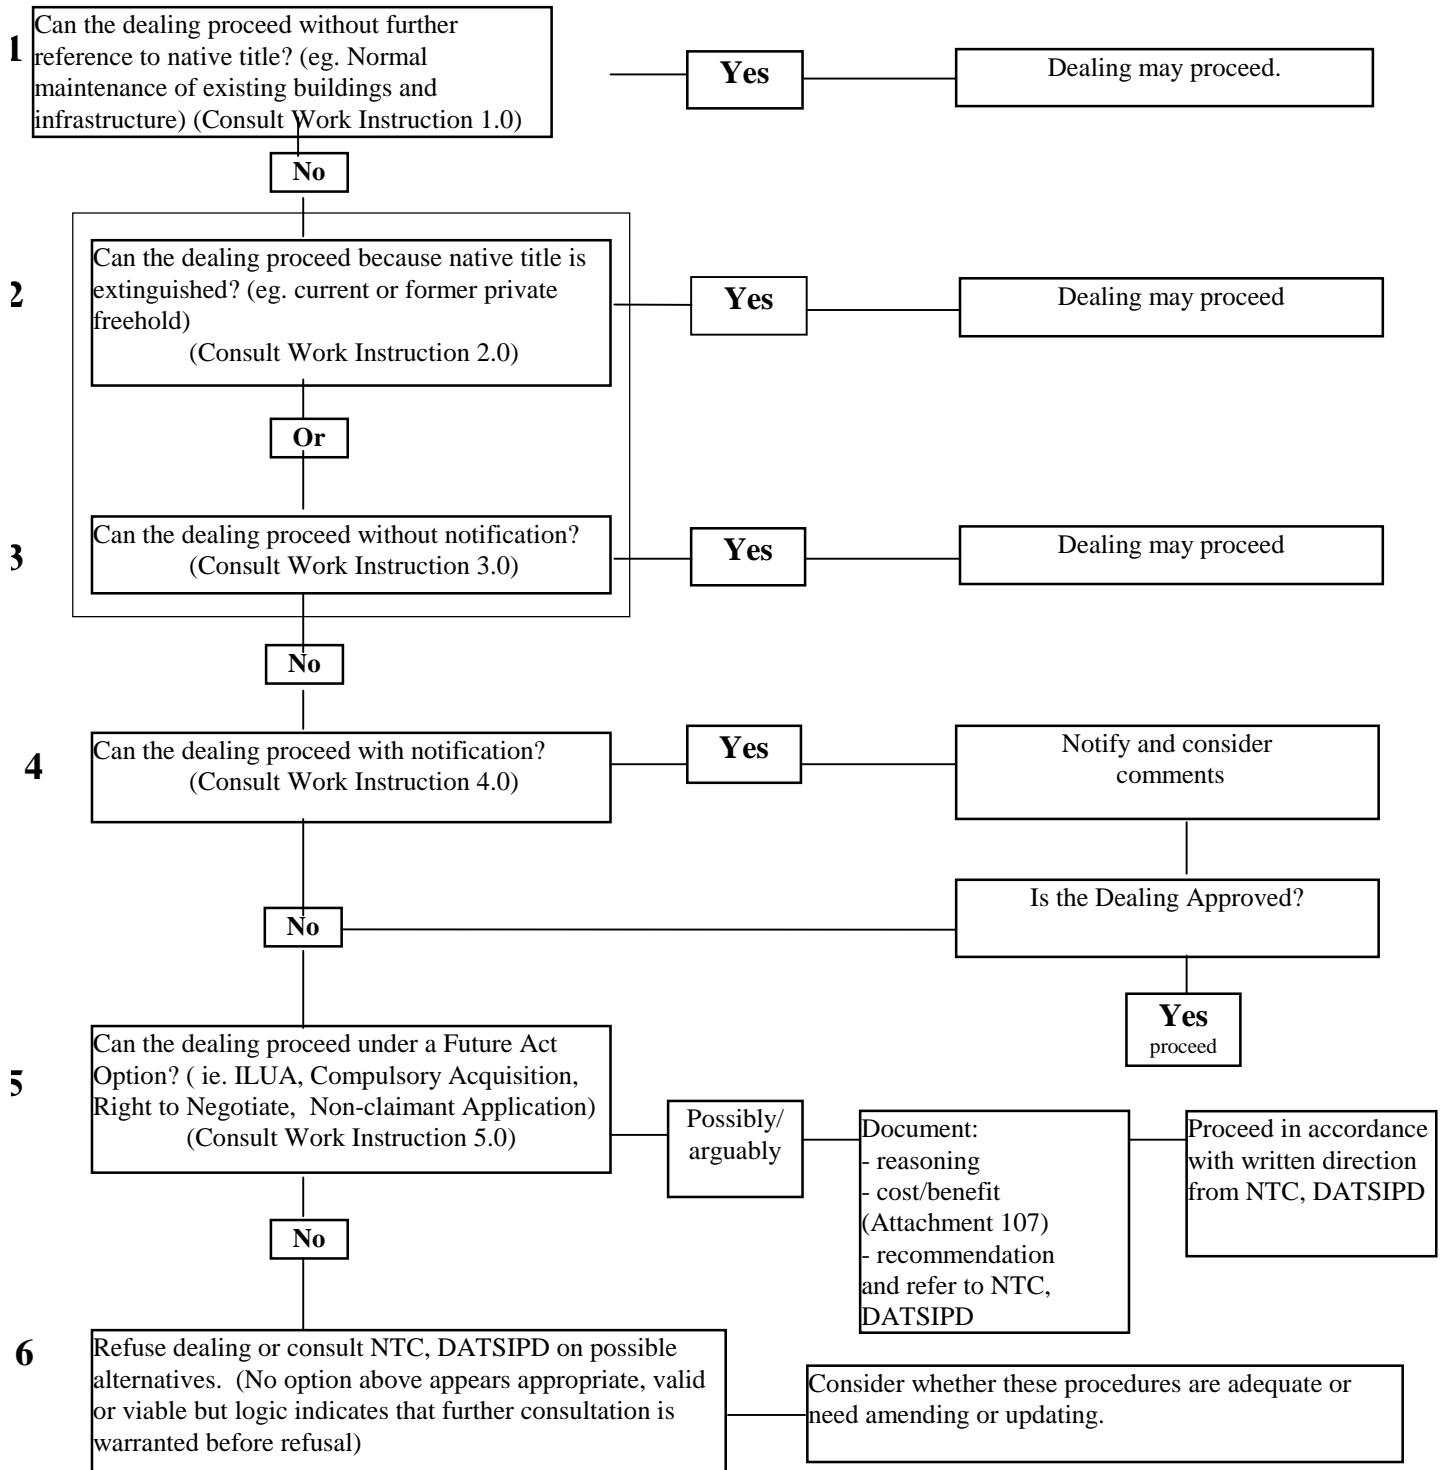 1
Can the dealing proceed without further
reference to native title? (eg. Normal
maintenance of existing buildings and
infrastructure) (Consult Work Instruction 1.0)
Yes
Dealing may proceed.
No
2
Can the dealing proceed because native title is
extinguished? (eg. current or former private
freehold)
(Consult Work Instruction 2.0)
Yes
Dealing may proceed
Or
3
Can the dealing proceed without notification?
(Consult Work Instruction 3.0)
Yes
Dealing may proceed
No
4
Can the dealing proceed with notification?
(Consult Work Instruction 4.0)
Yes
Notify and consider
comments
Is the Dealing Approved?
No
Yes
proceed
5
Can the dealing proceed under a Future Act
Option? ( ie. ILUA, Compulsory Acquisition,
Right to Negotiate, Non-claimant Application)
(Consult Work Instruction 5.0)
Possibly/
arguably
Document:
- reasoning
- cost/benefit
(Attachment 107)
- recommendation
and refer to NTC,
DATSIPD
Proceed in accordance
with written direction
from NTC, DATSIPD
No
6
Refuse dealing or consult NTC, DATSIPD on possible
alternatives. (No option above appears appropriate, valid
or viable but logic indicates that further consultation is
warranted before refusal)
Consider whether these procedures are adequate or
need amending or updating.